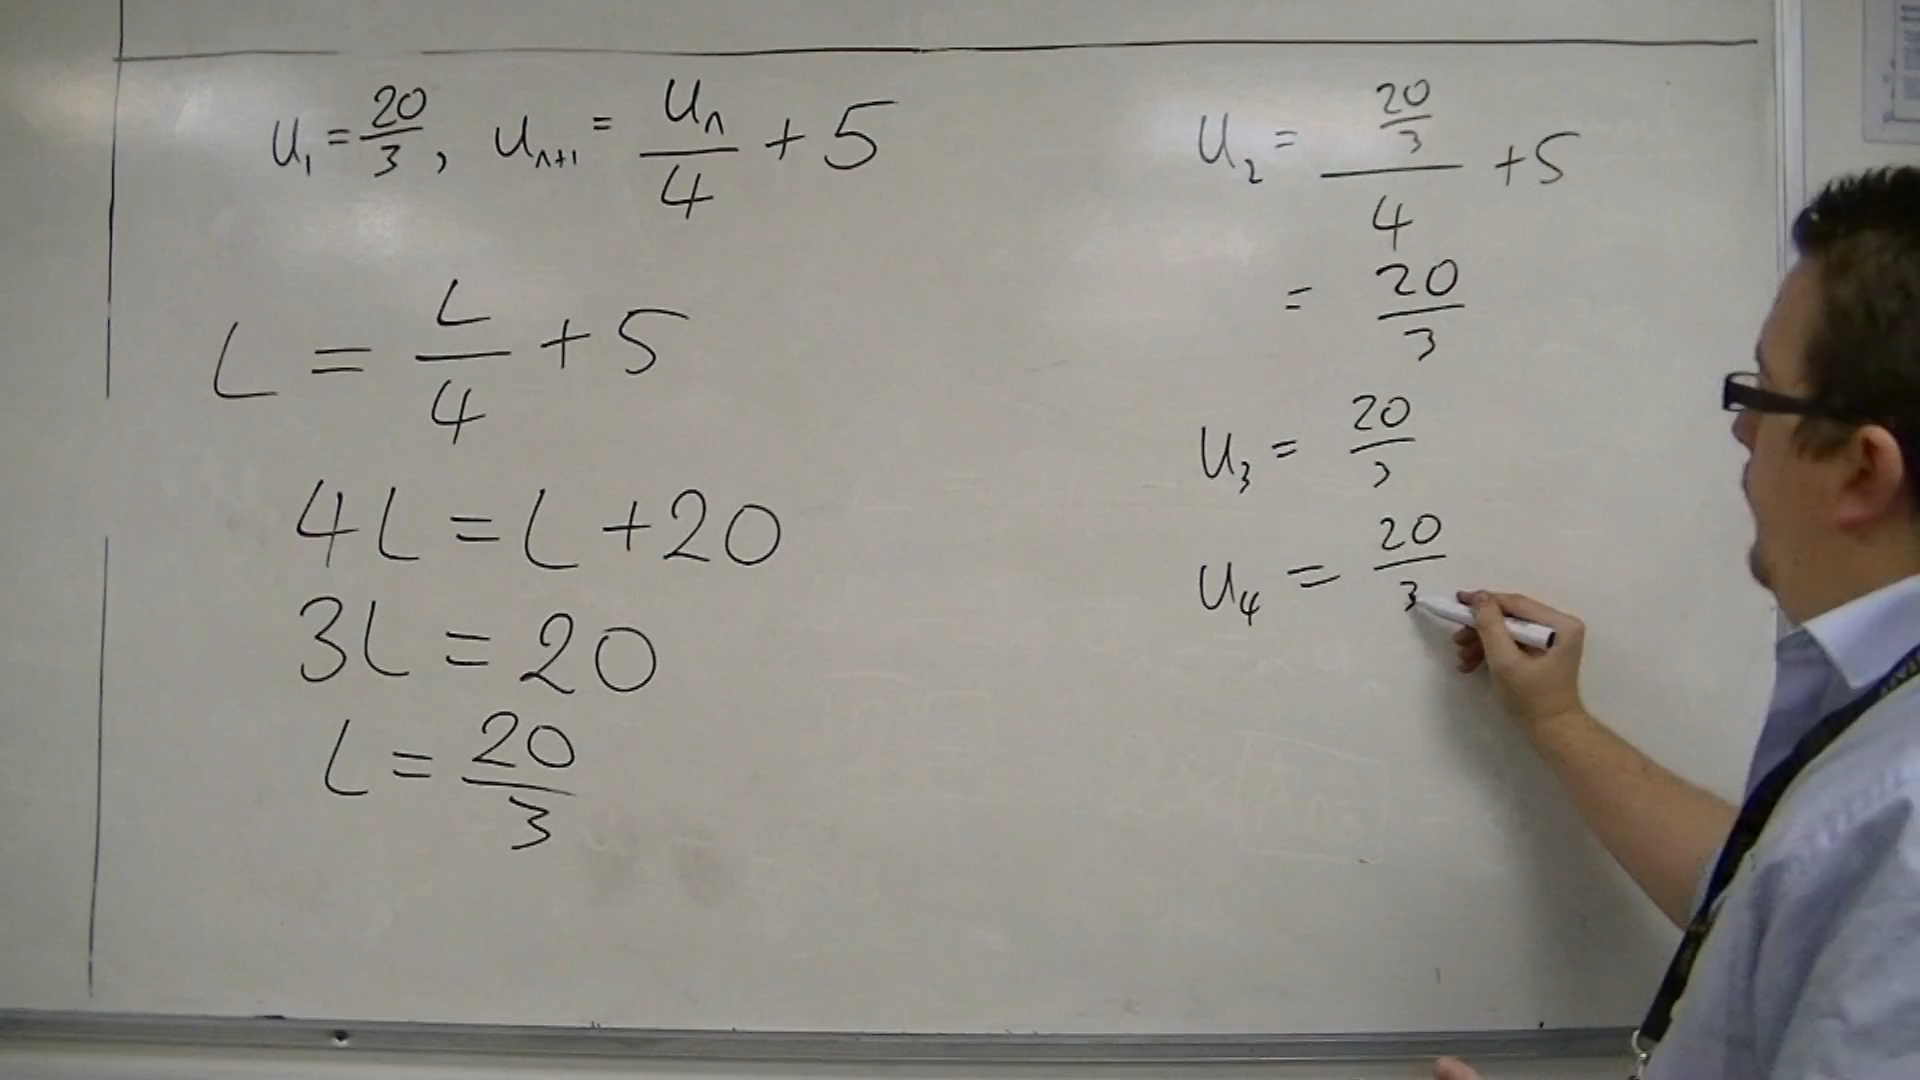 u₁ = 20/3, uₙ₊₁ = uₙ/4 + 5
L = L/4 + 5
4L = L + 20
3L = 20
L = 20/3
u₂ = (20/3)/4 + 5
= 20/3
u₃ = 20/3
u₄ = 20/3